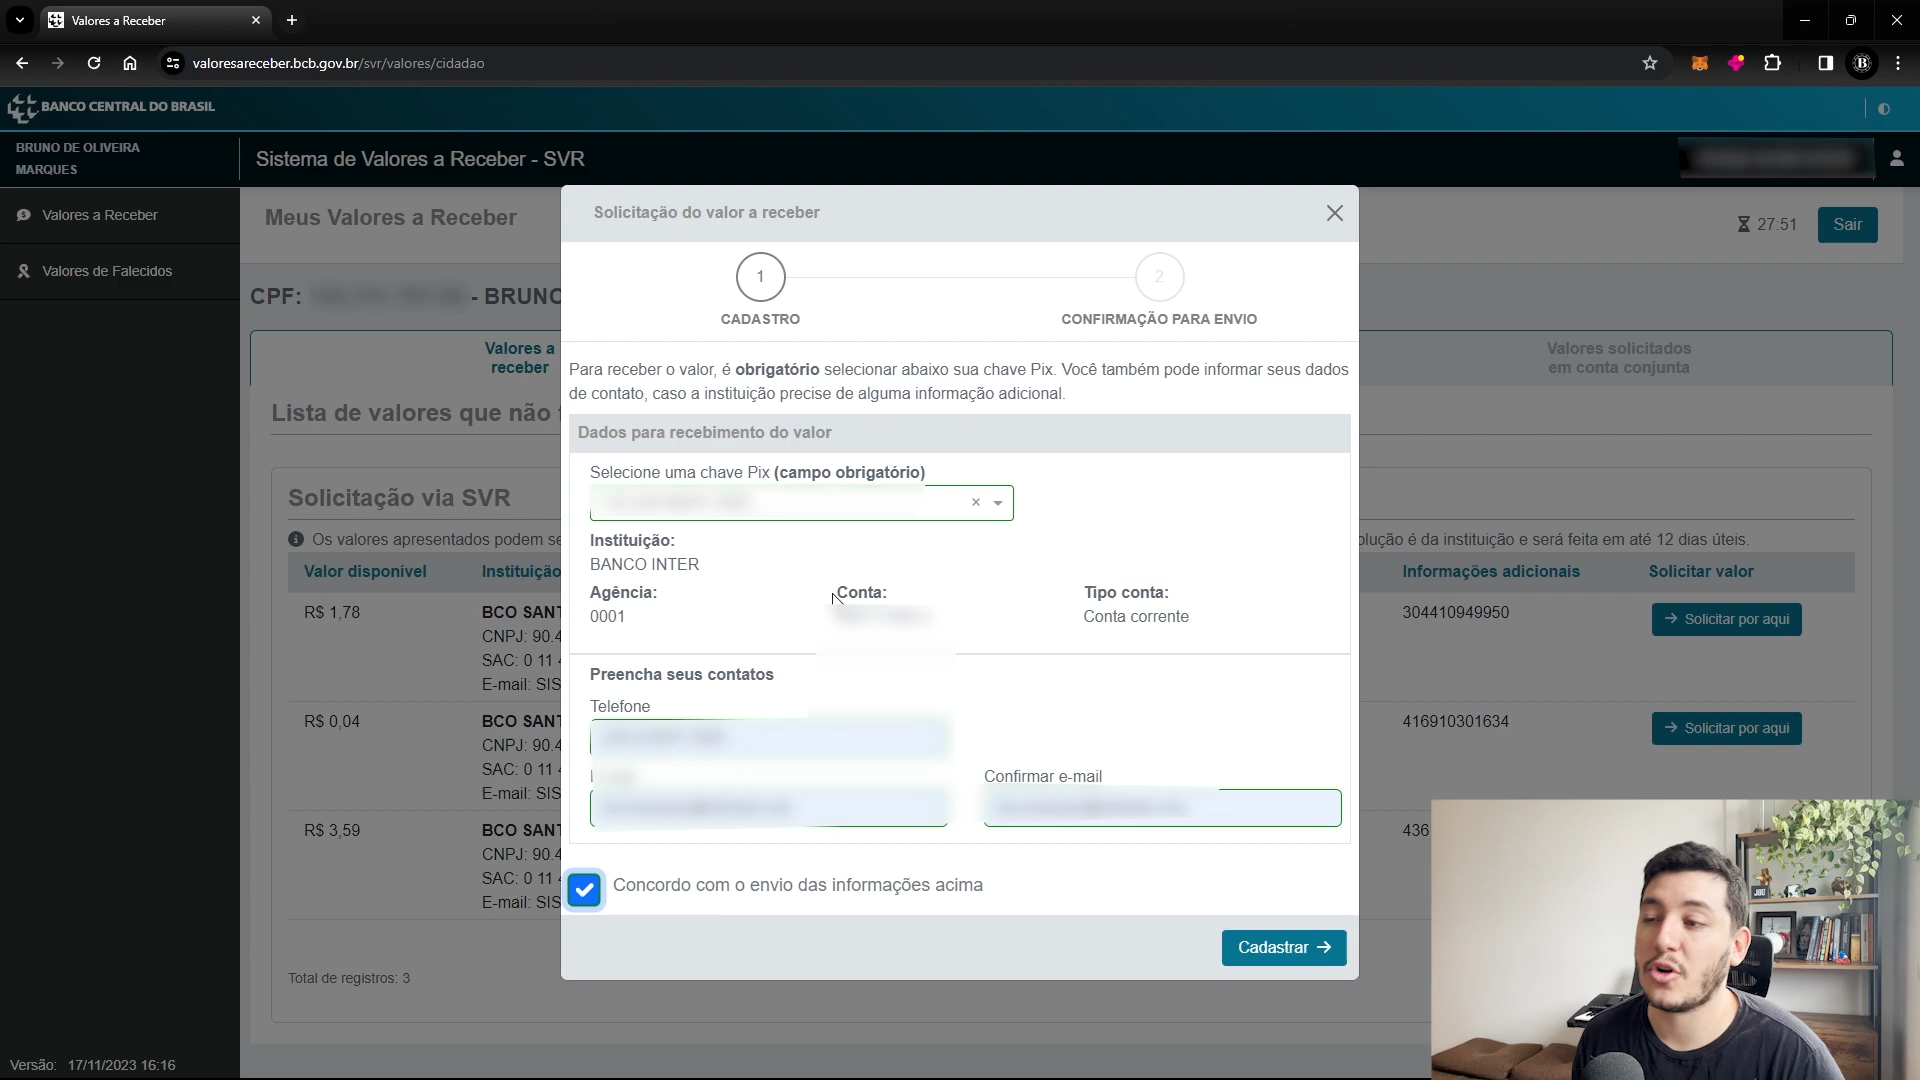 Valores a Receber
valoresareceber.bcb.gov.br/svr/valores/cidadao
BANCO CENTRAL DO BRASIL
BRUNO DE OLIVEIRA
MARQUES
Sistema de Valores a Receber - SVR
Valores a Receber
Valores de Falecidos
Meus Valores a Receber
27:51
Sair
CPF:
- BRUNO
Valores a
receber
Valores solicitados
em conta conjunta
Lista de valores que não
Solicitação via SVR
Os valores apresentados podem se
olução é da instituição e será feita em até 12 dias úteis.
Valor disponível
Instituição
Informações adicionais
Solicitar valor
R$ 1,78
BCO SANT
CNPJ: 90.4
SAC: 0 11 4
E-mail: SIS
304410949950
Solicitar por aqui
R$ 0,04
BCO SANT
CNPJ: 90.4
SAC: 0 11 4
E-mail: SIS
416910301634
Solicitar por aqui
R$ 3,59
BCO SANT
CNPJ: 90.4
SAC: 0 11 4
E-mail: SIS
436
Total de registros: 3
Versão: 17/11/2023 16:16
Solicitação do valor a receber
1
2
CADASTRO
CONFIRMAÇÃO PARA ENVIO
Para receber o valor, é obrigatório selecionar abaixo sua chave Pix. Você também pode informar seus dados
de contato, caso a instituição precise de alguma informação adicional.
Dados para recebimento do valor
Selecione uma chave Pix (campo obrigatório)
Instituição:
BANCO INTER
Agência:
Conta:
Tipo conta:
0001
Conta corrente
Preencha seus contatos
Telefone
Confirmar e-mail
Concordo com o envio das informações acima
Cadastrar